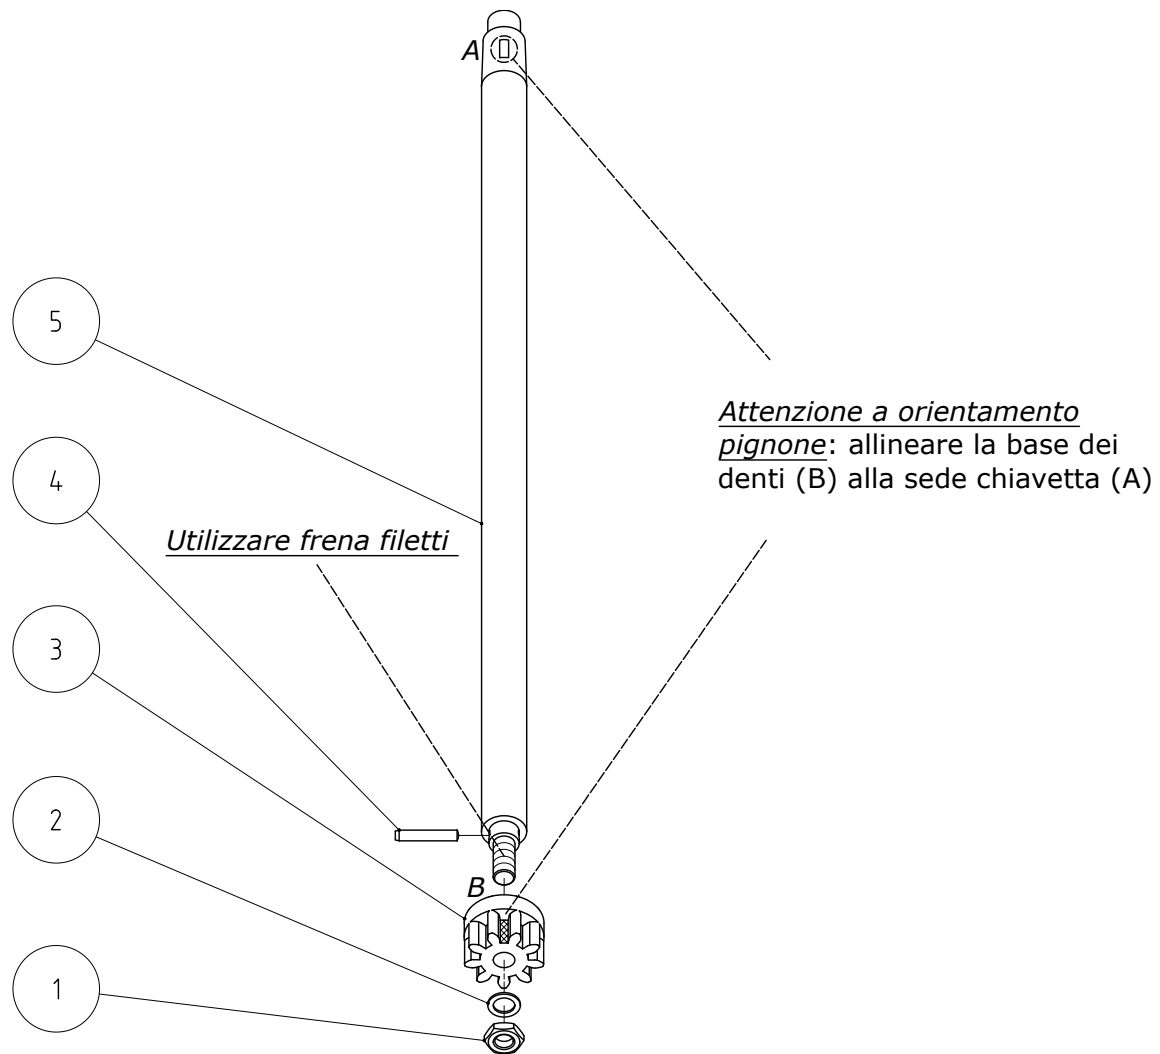 A
5
Attenzione a orientamento
pignone: allineare la base dei
denti (B) alla sede chiavetta (A)
4
Utilizzare frena filetti
3
2
B
1